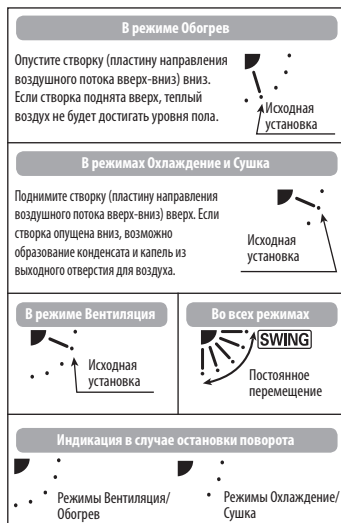 В режиме Обогрев
Опустите створку (пластину направления
воздушного потока вверх-вниз) вниз.
Если створка поднята вверх, теплый
воздух не будет достигать уровня пола.
Исходная
установка
В режимах Охлаждение и Сушка
Поднимите створку (пластину направления
воздушного потока вверх-вниз) вверх. Если
створка опущена вниз, возможно
образование конденсата и капель из
выходного отверстия для воздуха.
Исходная
установка
В режиме Вентиляция
Исходная
установка
Во всех режимах
SWING
Постоянное
перемещение
Индикация в случае остановки поворота
Режимы Вентиляция/
Обогрев
Режимы Охлаждение/
Сушка